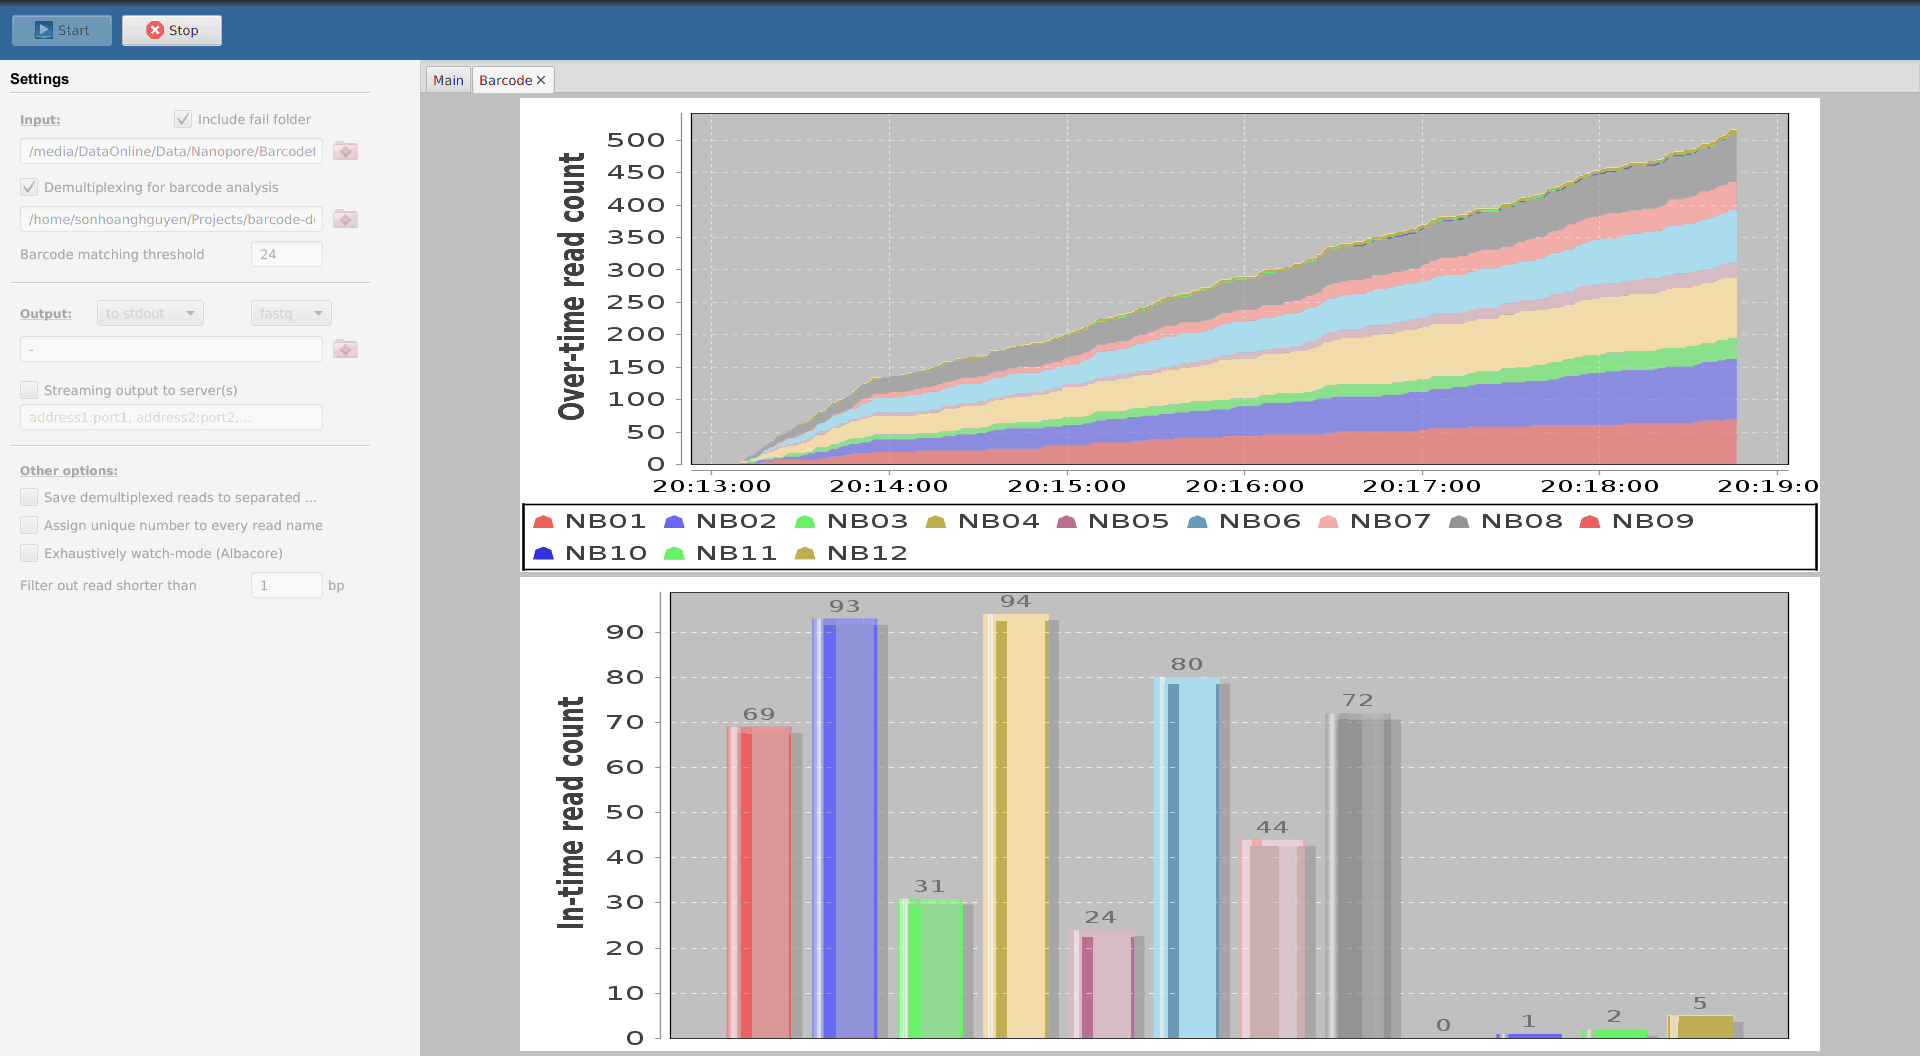 Start Stop
Settings
Input: Include fail folder
/media/DataOnline/Data/Nanopore/Barcodet
Demultiplexing for barcode analysis
/home/sonhoanghguyen/Projects/barcode-d
Barcode matching threshold 24
Output: to stdout fastq
-
Streaming output to server(s)
address1:port1, address2:port2,...
Other options:
Save demultiplexed reads to separated ...
Assign unique number to every read name
Exhaustively watch-mode (Albacore)
Filter out read shorter than 1 bp
Main Barcode
Over-time read count
500
450
400
350
300
250
200
150
100
50
0
20:13:00 20:14:00 20:15:00 20:16:00 20:17:00 20:18:00 20:19:0
NB01 NB02 NB03 NB04 NB05 NB06 NB07 NB08 NB09
NB10 NB11 NB12
In-time read count
90
80
70
60
50
40
30
20
10
0
69 93 31 94 24 80 44 72 0 1 2 5